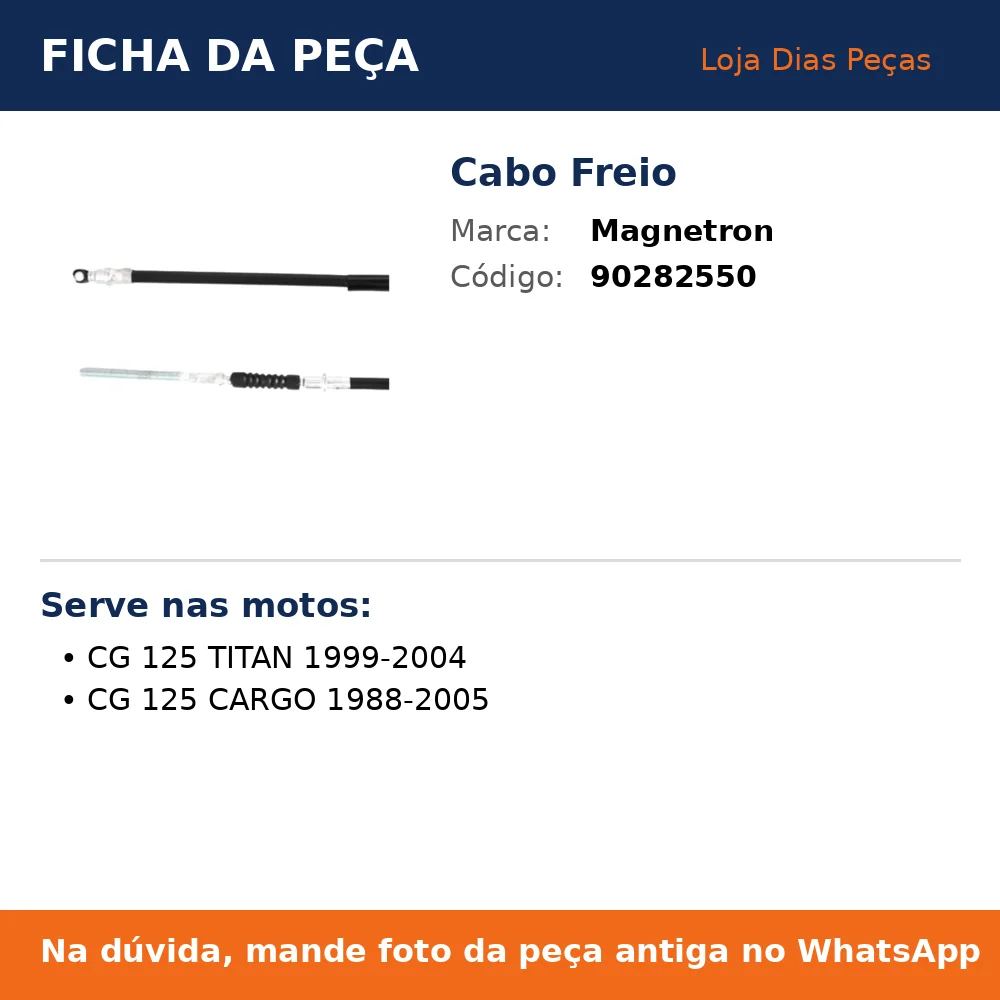 FICHA DA PEÇA
Loja Dias Peças
Cabo Freio
Marca: Magnetron
Código: 90282550
Serve nas motos:
• CG 125 TITAN 1999-2004
• CG 125 CARGO 1988-2005
Na dúvida, mande foto da peça antiga no WhatsApp